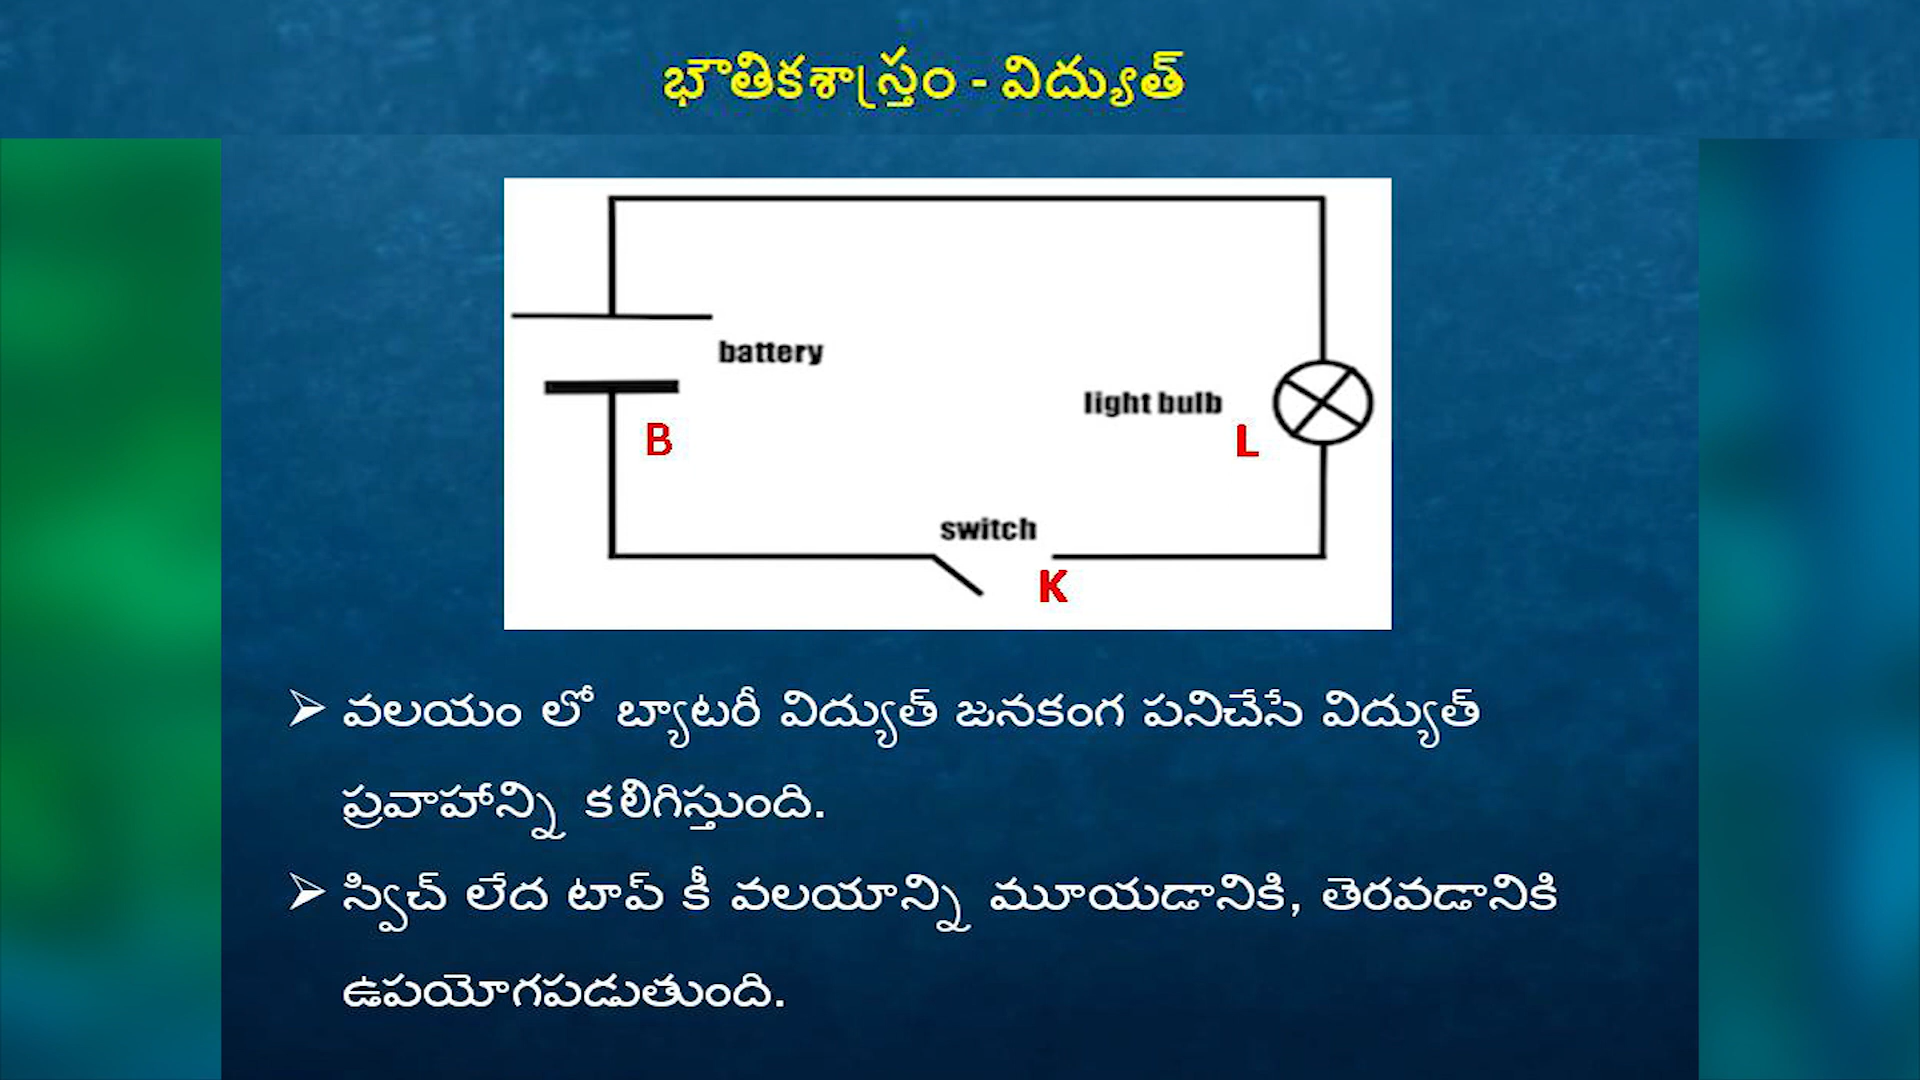 భౌతికశాస్త్రం - విద్యుత్
battery
B
light bulb
L
switch
K
➢ వలయం లో బ్యాటరీ విద్యుత్ జనకంగ పనిచేసే విద్యుత్
ప్రవాహాన్ని కలిగిస్తుంది.
➢ స్విచ్ లేద టాప్ కీ వలయాన్ని మూయడానికి, తెరవడానికి
ఉపయోగపడుతుంది.